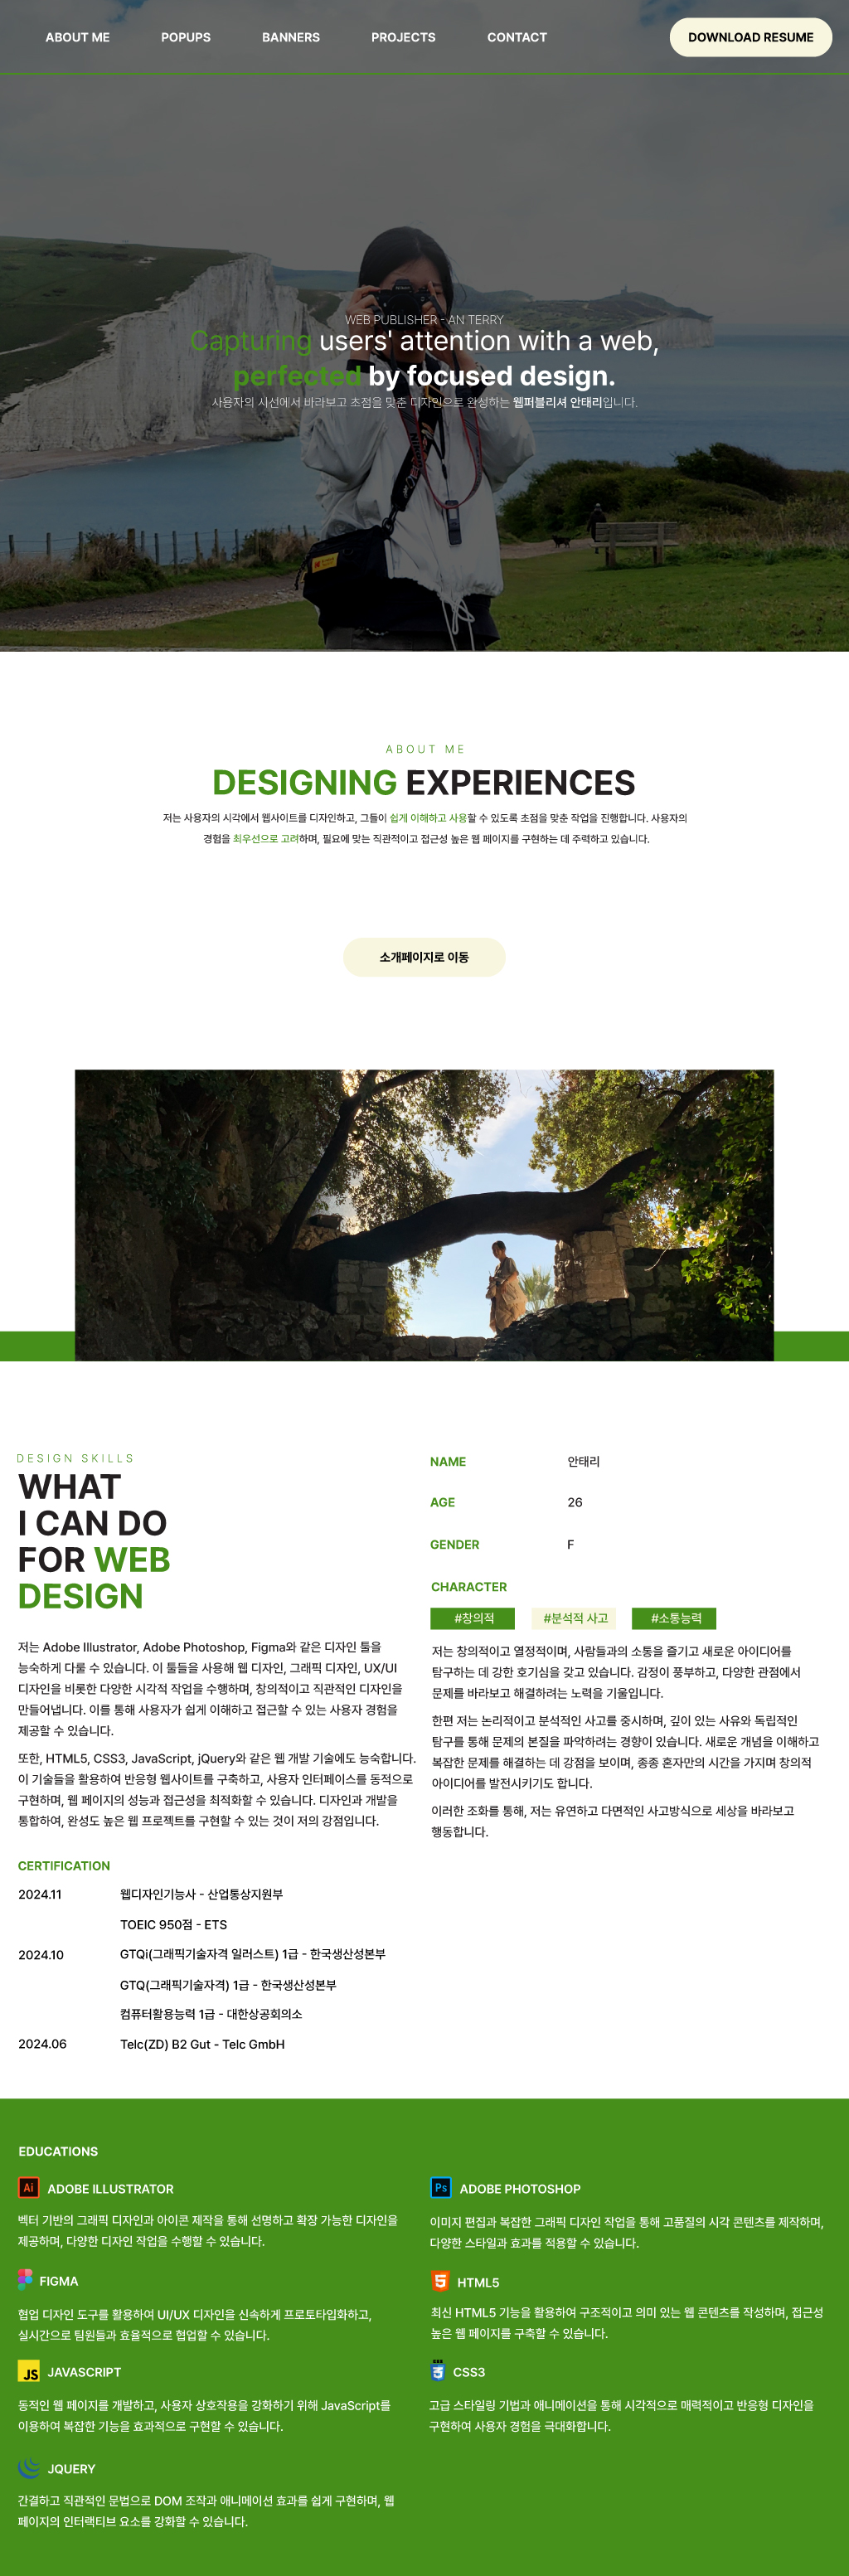 ABOUT ME POPUPS BANNERS PROJECTS CONTACT DOWNLOAD RESUME
WEB PUBLISHER - AN TERRY
Capturing users' attention with a web,
perfected by focused design.
사용자의 시선에서 바라보고 초점을 맞춘 디자인으로 완성하는 웹퍼블리셔 안태리입니다.
ABOUT ME
DESIGNING EXPERIENCES
저는 사용자의 시각에서 웹사이트를 디자인하고, 그들이 쉽게 이해하고 사용할 수 있도록 초점을 맞춘 작업을 진행합니다. 사용자의
경험을 최우선으로 고려하며, 필요에 맞는 직관적이고 접근성 높은 웹 페이지를 구현하는 데 주력하고 있습니다.
소개페이지로 이동
DESIGN SKILLS
WHAT
I CAN DO
FOR WEB
DESIGN
저는 Adobe Illustrator, Adobe Photoshop, Figma와 같은 디자인 툴을
능숙하게 다룰 수 있습니다. 이 툴들을 사용해 웹 디자인, 그래픽 디자인, UX/UI
디자인을 비롯한 다양한 시각적 작업을 수행하며, 창의적이고 직관적인 디자인을
만들어냅니다. 이를 통해 사용자가 쉽게 이해하고 접근할 수 있는 사용자 경험을
제공할 수 있습니다.
또한, HTML5, CSS3, JavaScript, jQuery와 같은 웹 개발 기술에도 능숙합니다.
이 기술들을 활용하여 반응형 웹사이트를 구축하고, 사용자 인터페이스를 동적으로
구현하며, 웹 페이지의 성능과 접근성을 최적화할 수 있습니다. 디자인과 개발을
통합하여, 완성도 높은 웹 프로젝트를 구현할 수 있는 것이 저의 강점입니다.
CERTIFICATION
2024.11 웹디자인기능사 - 산업통상지원부
TOEIC 950점 - ETS
2024.10 GTQi(그래픽기술자격 일러스트) 1급 - 한국생산성본부
GTQ(그래픽기술자격) 1급 - 한국생산성본부
컴퓨터활용능력 1급 - 대한상공회의소
2024.06 Telc(ZD) B2 Gut - Telc GmbH
NAME 안태리
AGE 26
GENDER F
CHARACTER
#창의적 #분석적 사고 #소통능력
저는 창의적이고 열정적이며, 사람들과의 소통을 즐기고 새로운 아이디어를
탐구하는 데 강한 호기심을 갖고 있습니다. 감정이 풍부하고, 다양한 관점에서
문제를 바라보고 해결하려는 노력을 기울입니다.
한편 저는 논리적이고 분석적인 사고를 중시하며, 깊이 있는 사유와 독립적인
탐구를 통해 문제의 본질을 파악하려는 경향이 있습니다. 새로운 개념을 이해하고
복잡한 문제를 해결하는 데 강점을 보이며, 종종 혼자만의 시간을 가지며 창의적
아이디어를 발전시키기도 합니다.
이러한 조화를 통해, 저는 유연하고 다면적인 사고방식으로 세상을 바라보고
행동합니다.
EDUCATIONS
Ai ADOBE ILLUSTRATOR
벡터 기반의 그래픽 디자인과 아이콘 제작을 통해 선명하고 확장 가능한 디자인을
제공하며, 다양한 디자인 작업을 수행할 수 있습니다.
Ps ADOBE PHOTOSHOP
이미지 편집과 복잡한 그래픽 디자인 작업을 통해 고품질의 시각 콘텐츠를 제작하며,
다양한 스타일과 효과를 적용할 수 있습니다.
FIGMA
협업 디자인 도구를 활용하여 UI/UX 디자인을 신속하게 프로토타입화하고,
실시간으로 팀원들과 효율적으로 협업할 수 있습니다.
5 HTML5
최신 HTML5 기능을 활용하여 구조적이고 의미 있는 웹 콘텐츠를 작성하며, 접근성
높은 웹 페이지를 구축할 수 있습니다.
JS JAVASCRIPT
동적인 웹 페이지를 개발하고, 사용자 상호작용을 강화하기 위해 JavaScript를
이용하여 복잡한 기능을 효과적으로 구현할 수 있습니다.
3 CSS3
고급 스타일링 기법과 애니메이션을 통해 시각적으로 매력적이고 반응형 디자인을
구현하여 사용자 경험을 극대화합니다.
JQUERY
간결하고 직관적인 문법으로 DOM 조작과 애니메이션 효과를 쉽게 구현하며, 웹
페이지의 인터랙티브 요소를 강화할 수 있습니다.